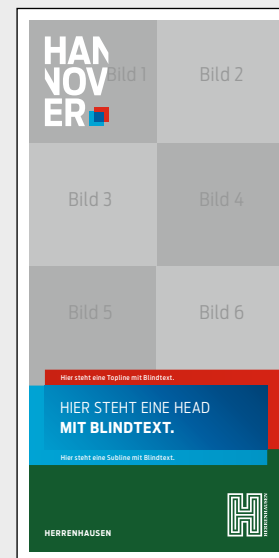 HAN
NOV
ER
Bild 1
Bild 2
Bild 3
Bild 4
Bild 5
Bild 6
Hier steht eine Topline mit Blindtext.
HIER STEHT EINE HEAD
MIT BLINDTEXT.
Hier steht eine Subline mit Blindtext.
HERRENHAUSEN
HERRENHAUSEN